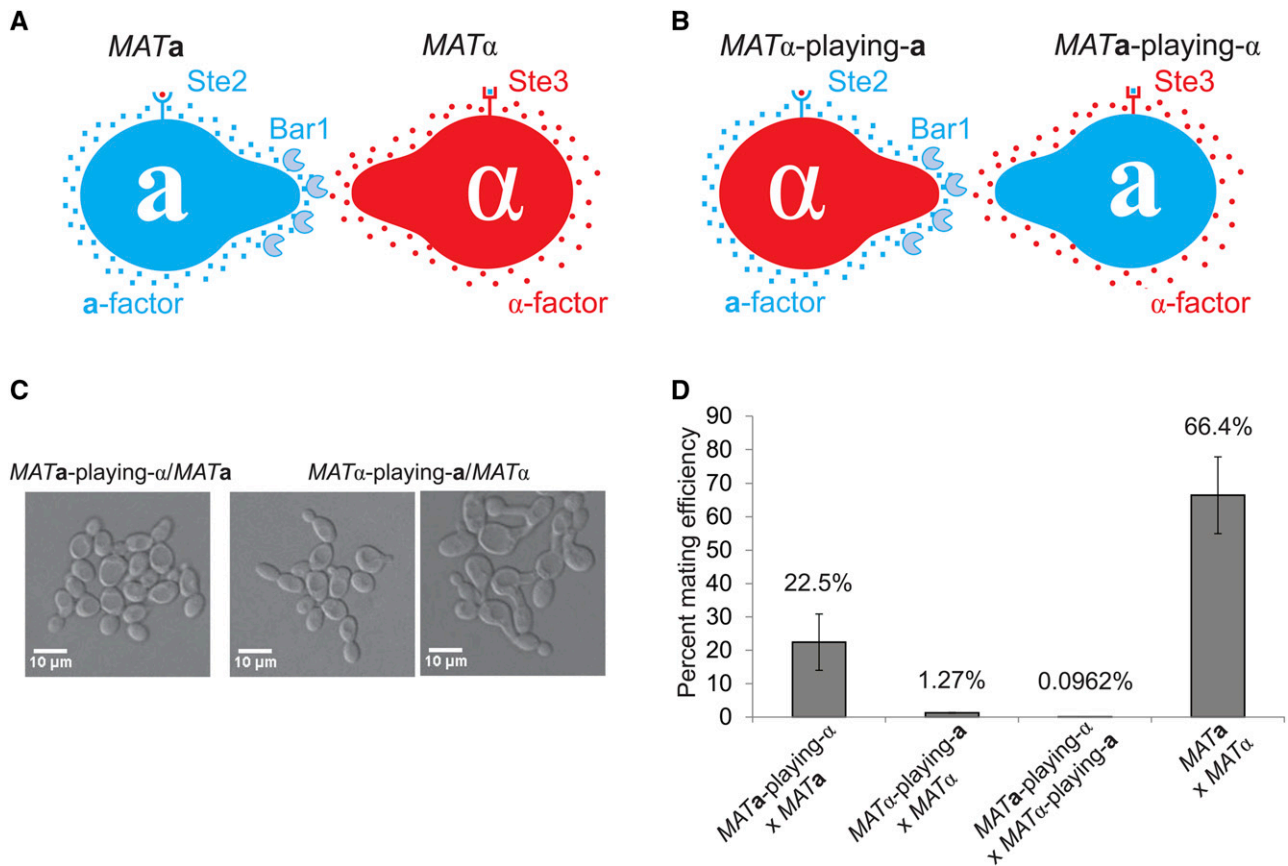 A
MATa
MATα
Ste2
Ste3
Bar1
a
α
a-factor
α-factor
B
MATα-playing-a
MATa-playing-α
Ste2
Ste3
Bar1
α
a
a-factor
α-factor
C
MATa-playing-α/MATa
MATα-playing-a/MATα
10 µm
10 µm
10 µm
D
Percent mating efficiency
90
80
70
60
50
40
30
20
10
0
22.5%
1.27%
0.0962%
66.4%
MATa-playing-α
x MATa
MATα-playing-a
x MATα
MATa-playing-α
x MATα-playing-a
MATa
x MATα